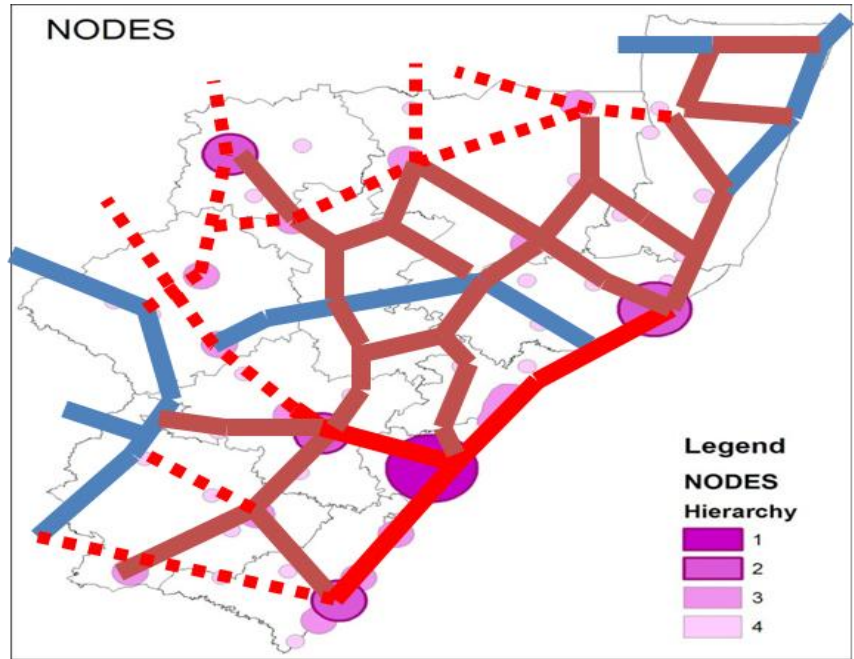 NODES
Legend
NODES
Hierarchy
1
2
3
4